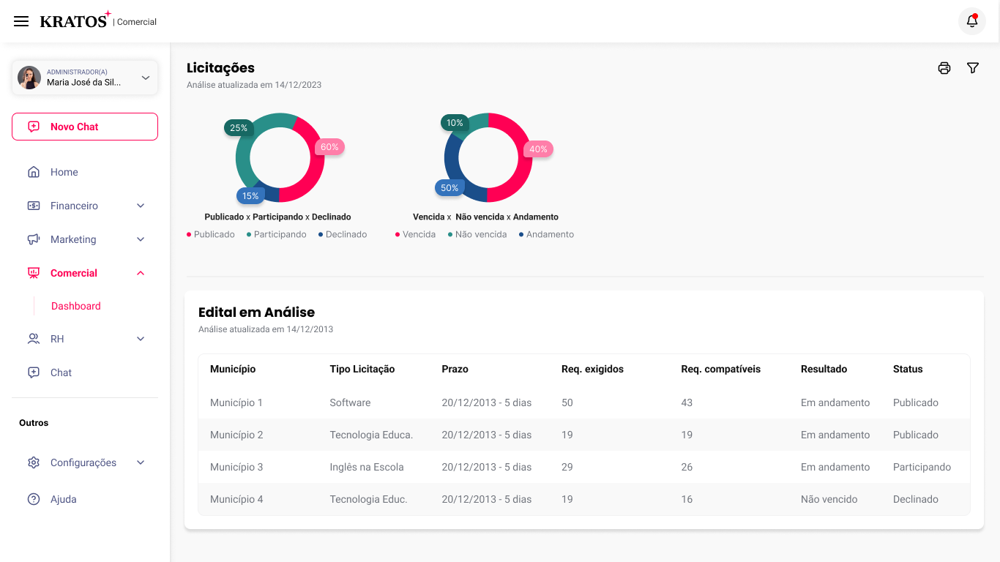 KRATOS | Comercial
ADMINISTRADOR(A)
Maria José da Sil...
Novo Chat
Home
Financeiro
Marketing
Comercial
Dashboard
RH
Chat
Outros
Configurações
Ajuda
Licitações
Análise atualizada em 14/12/2023
25%
60%
15%
Publicado x Participando x Declinado
Publicado Participando Declinado
10%
40%
50%
Vencida x Não vencida x Andamento
Vencida Não vencida Andamento
Edital em Análise
Análise atualizada em 14/12/2013
Município Tipo Licitação Prazo Req. exigidos Req. compatíveis Resultado Status
Município 1 Software 20/12/2013 - 5 dias 50 43 Em andamento Publicado
Município 2 Tecnologia Educa. 20/12/2013 - 5 dias 19 19 Em andamento Publicado
Município 3 Inglês na Escola 20/12/2013 - 5 dias 29 26 Em andamento Participando
Município 4 Tecnologia Educ. 20/12/2013 - 5 dias 19 16 Não vencido Declinado